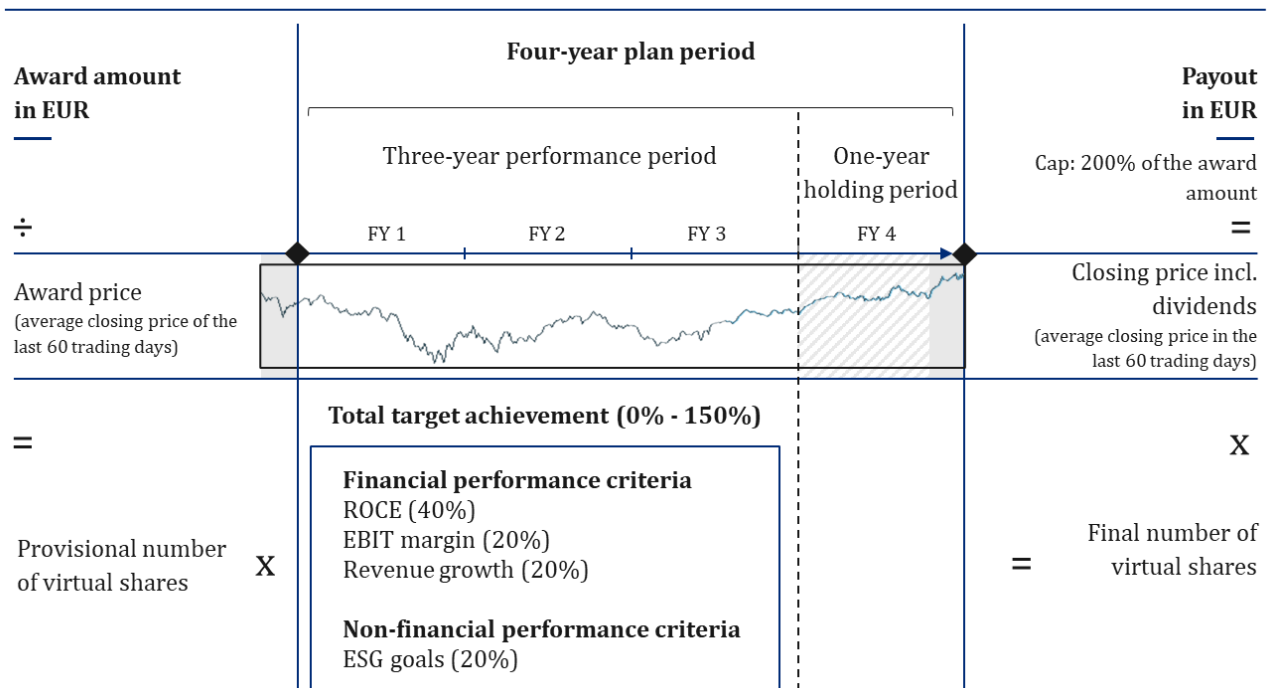 Award amount
in EUR
÷
Award price
(average closing price of the
last 60 trading days)
=
Provisional number
of virtual shares
x
Four-year plan period
Three-year performance period
One-year
holding period
FY 1
FY 2
FY 3
FY 4
Total target achievement (0% - 150%)
Financial performance criteria
ROCE (40%)
EBIT margin (20%)
Revenue growth (20%)
Non-financial performance criteria
ESG goals (20%)
Payout
in EUR
Cap: 200% of the award
amount
=
Closing price incl.
dividends
(average closing price in the
last 60 trading days)
x
=
Final number of
virtual shares